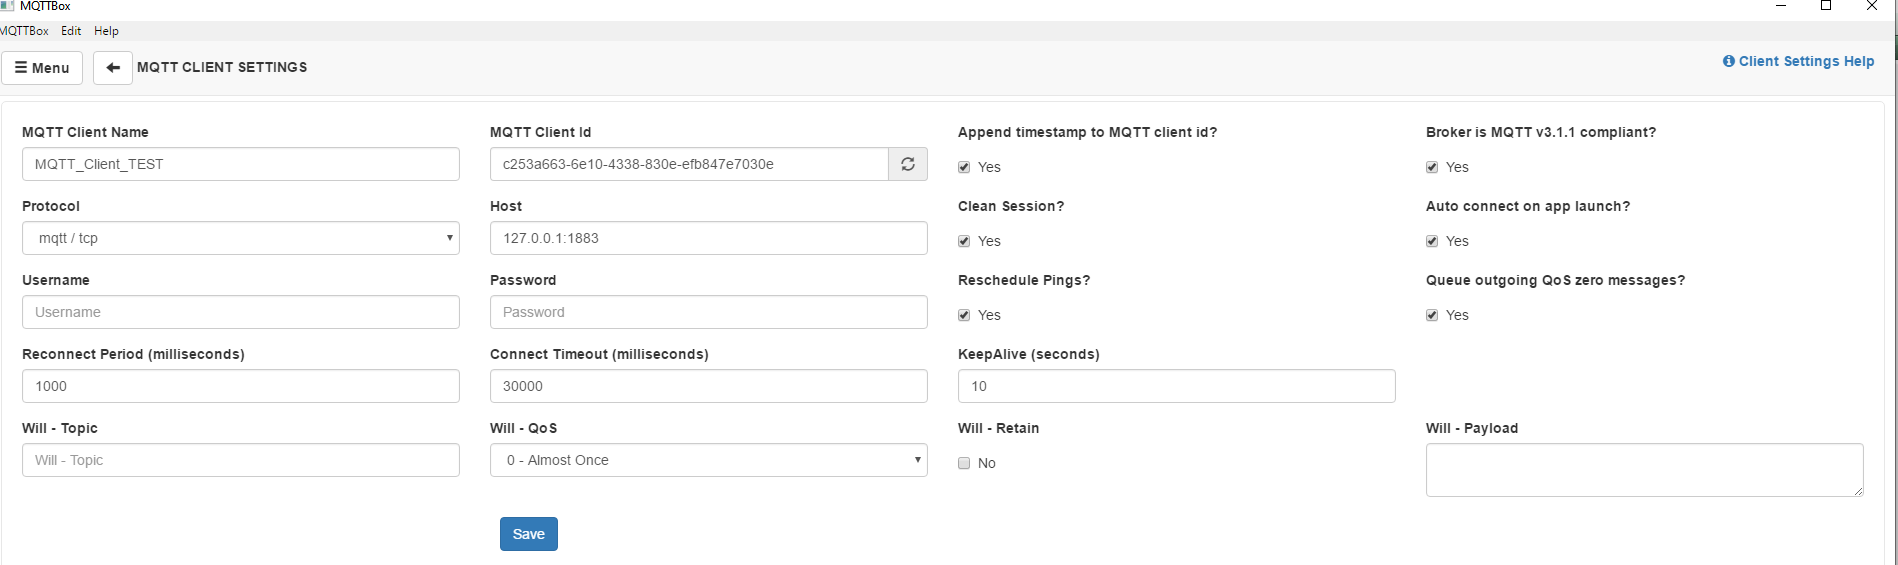 MQTTBox
MQTTBox Edit Help
Menu MQTT CLIENT SETTINGS Client Settings Help
MQTT Client Name MQTT Client Id Append timestamp to MQTT client id? Broker is MQTT v3.1.1 compliant?
MQTT_Client_TEST c253a663-6e10-4338-830e-efb847e7030e Yes Yes
Protocol Host Clean Session? Auto connect on app launch?
mqtt / tcp 127.0.0.1:1883 Yes Yes
Username Password Reschedule Pings? Queue outgoing QoS zero messages?
Username Password Yes Yes
Reconnect Period (milliseconds) Connect Timeout (milliseconds) KeepAlive (seconds)
1000 30000 10
Will - Topic Will - QoS Will - Retain Will - Payload
Will - Topic 0 - Almost Once No
Save